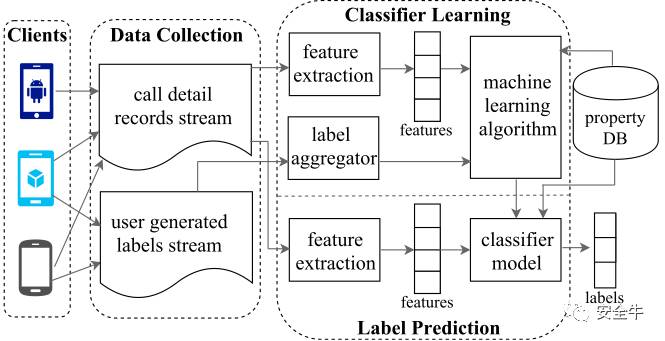 Clients
Data Collection
Classifier Learning
call detail
records stream
user generated
labels stream
feature
extraction
features
label
aggregator
machine
learning
algorithm
property
DB
feature
extraction
features
classifier
model
labels
Label Prediction
安全牛